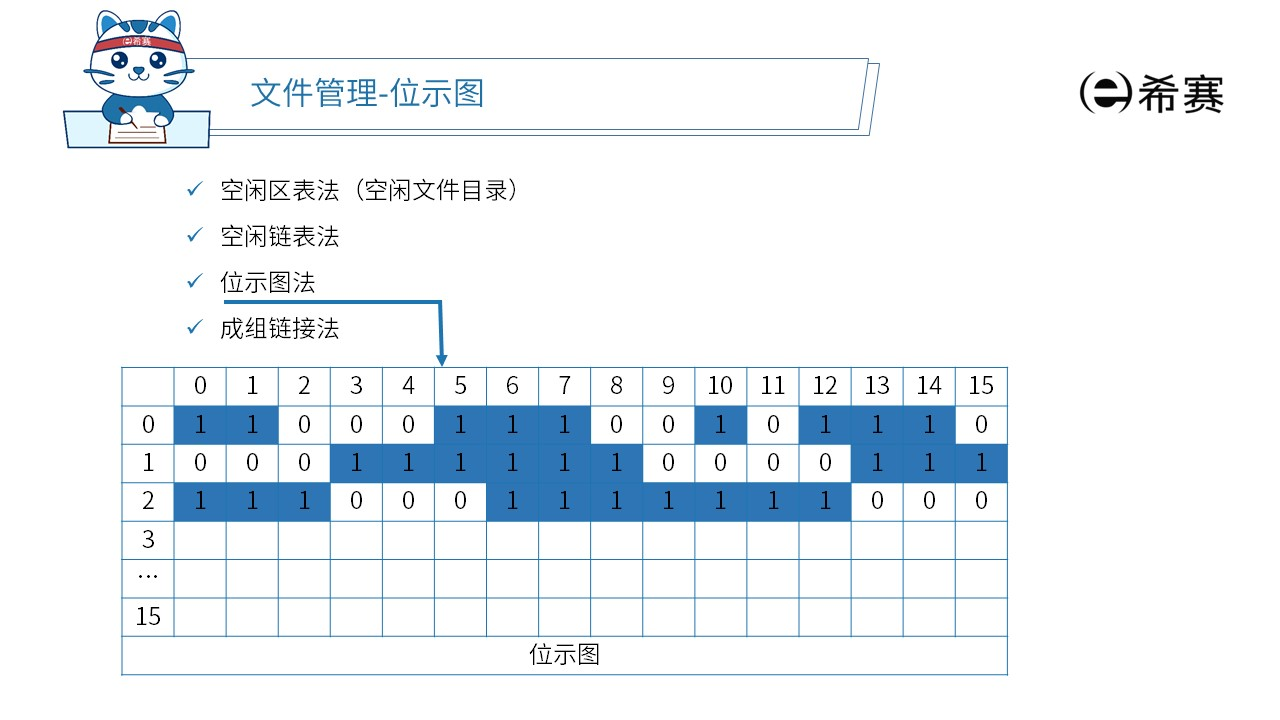 希赛
文件管理-位示图
希赛
空闲区表法（空闲文件目录）
空闲链表法
位示图法
成组链接法
0 1 2 3 4 5 6 7 8 9 10 11 12 13 14 15
0 1 1 0 0 0 1 1 1 0 0 1 0 1 1 1 0
1 0 0 0 1 1 1 1 1 1 0 0 0 0 1 1 1
2 1 1 1 0 0 0 1 1 1 1 1 1 1 0 0 0
3
...
15
位示图